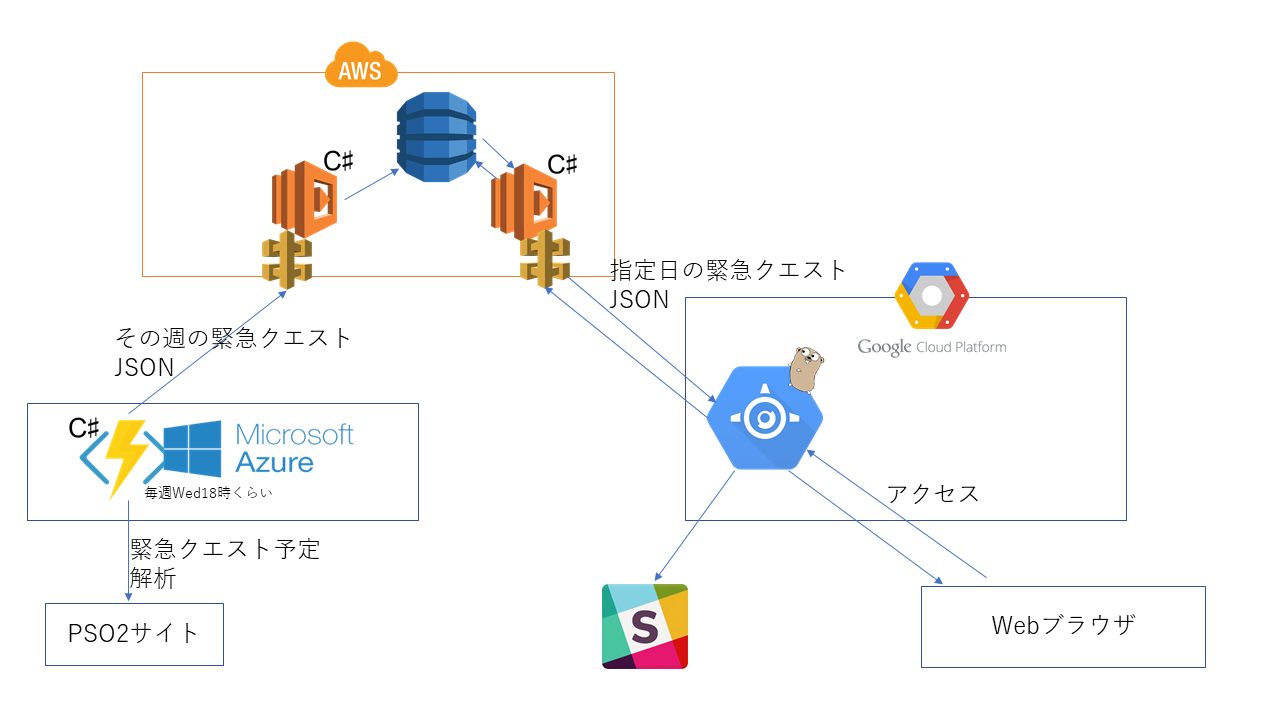 AWS
C♯
C♯
指定日の緊急クエスト
JSON
Google Cloud Platform
その週の緊急クエスト
JSON
C♯
Microsoft
Azure
毎週Wed18時くらい
アクセス
緊急クエスト予定
解析
PSO2サイト
S
Webブラウザ